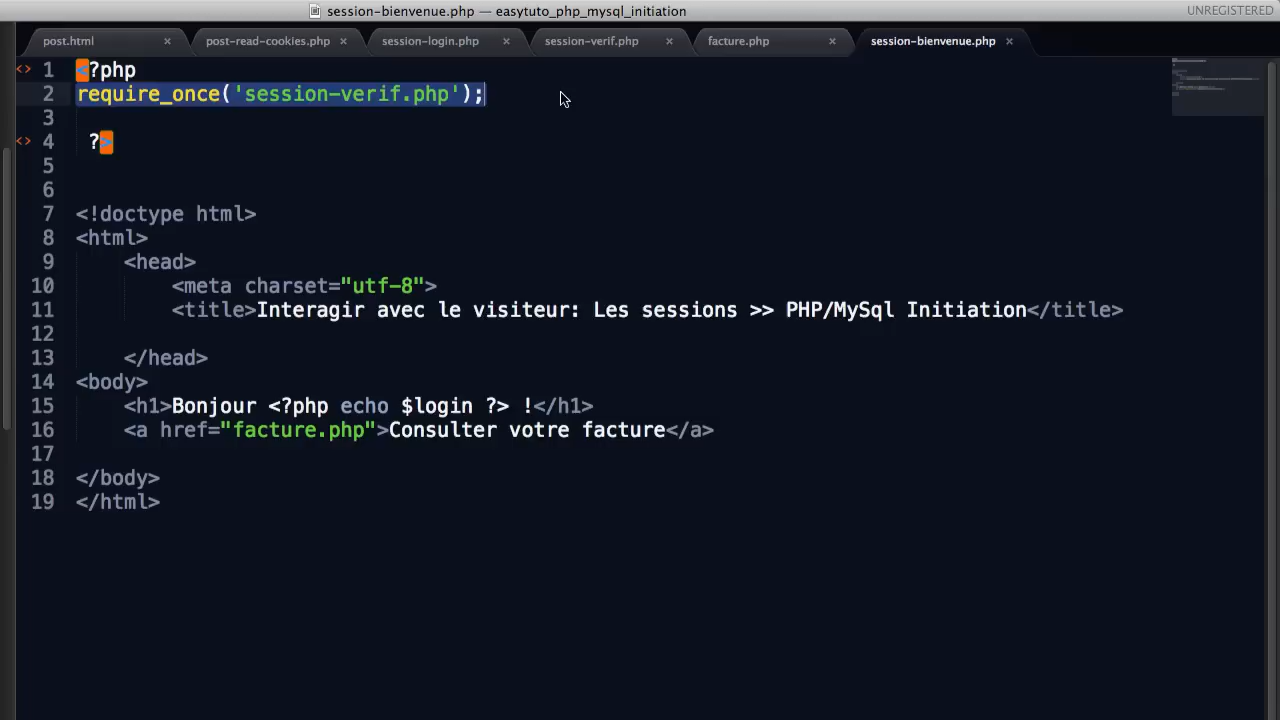 session-bienvenue.php — easytuto_php_mysql_initiation
UNREGISTERED
post.html × post-read-cookies.php × session-login.php × session-verif.php × facture.php × session-bienvenue.php ×
<> 1 <?php
2 require_once('session-verif.php');
3
<> 4 ?>
5
6
7 <!doctype html>
8 <html>
9 <head>
10 <meta charset="utf-8">
11 <title>Interagir avec le visiteur: Les sessions >> PHP/MySql Initiation</title>
12
13 </head>
14 <body>
15 <h1>Bonjour <?php echo $login ?> !</h1>
16 <a href="facture.php">Consulter votre facture</a>
17
18 </body>
19 </html>